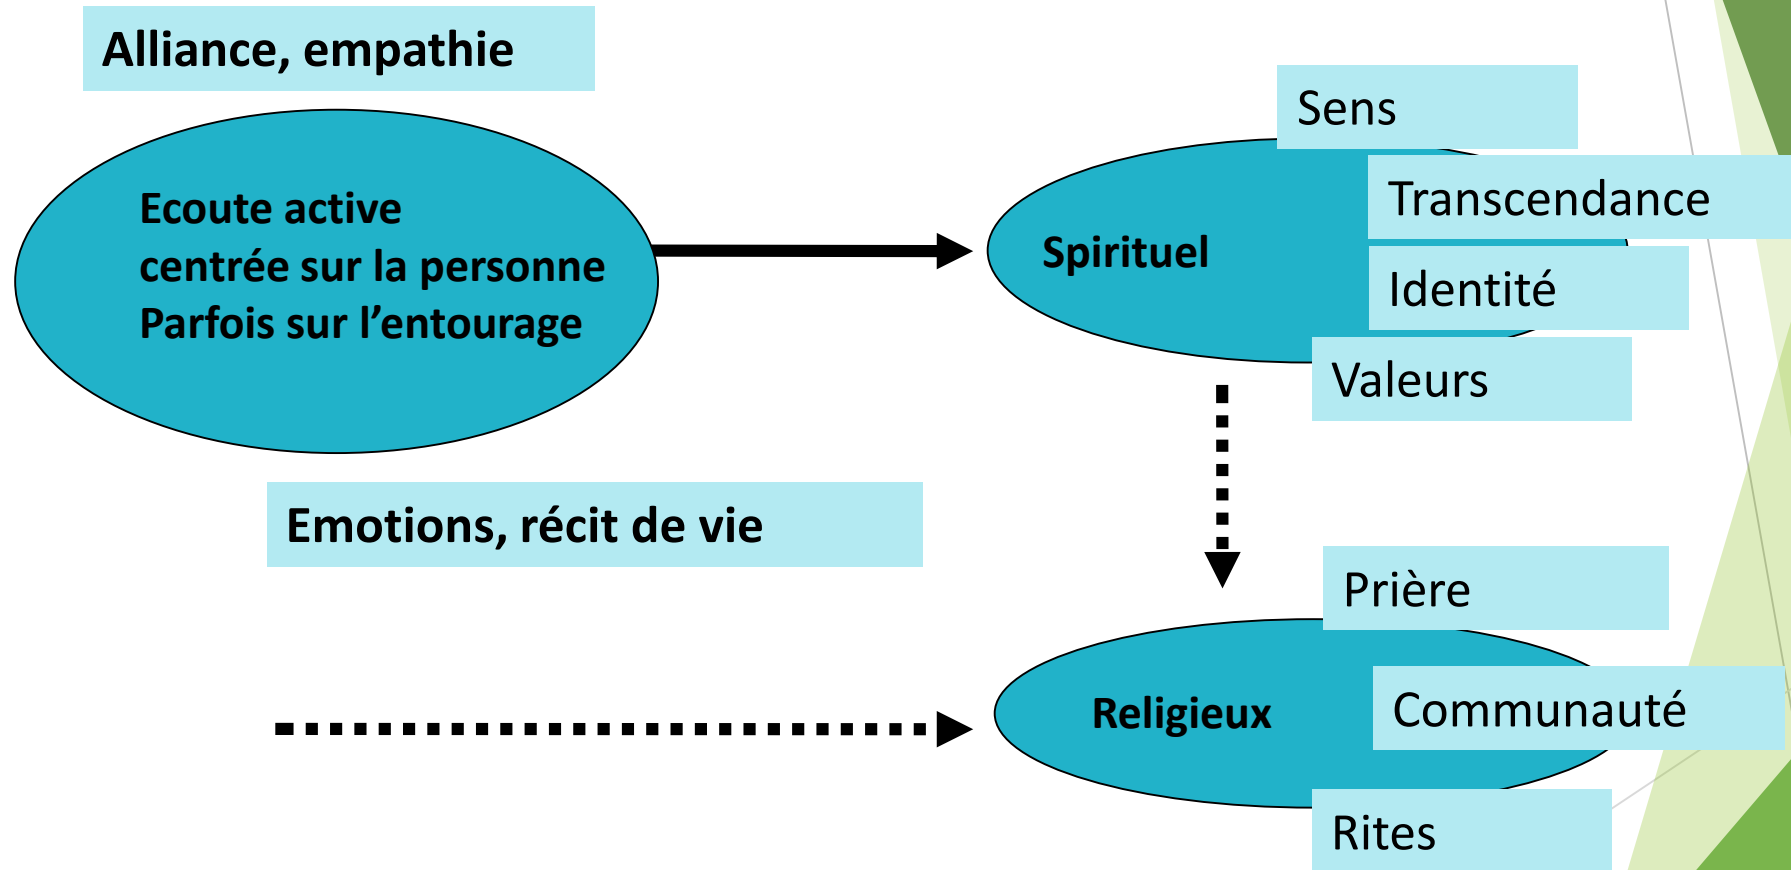 Alliance, empathie
Ecoute active
centrée sur la personne
Parfois sur l’entourage
Emotions, récit de vie
Spirituel
Sens
Transcendance
Identité
Valeurs
Religieux
Prière
Communauté
Rites